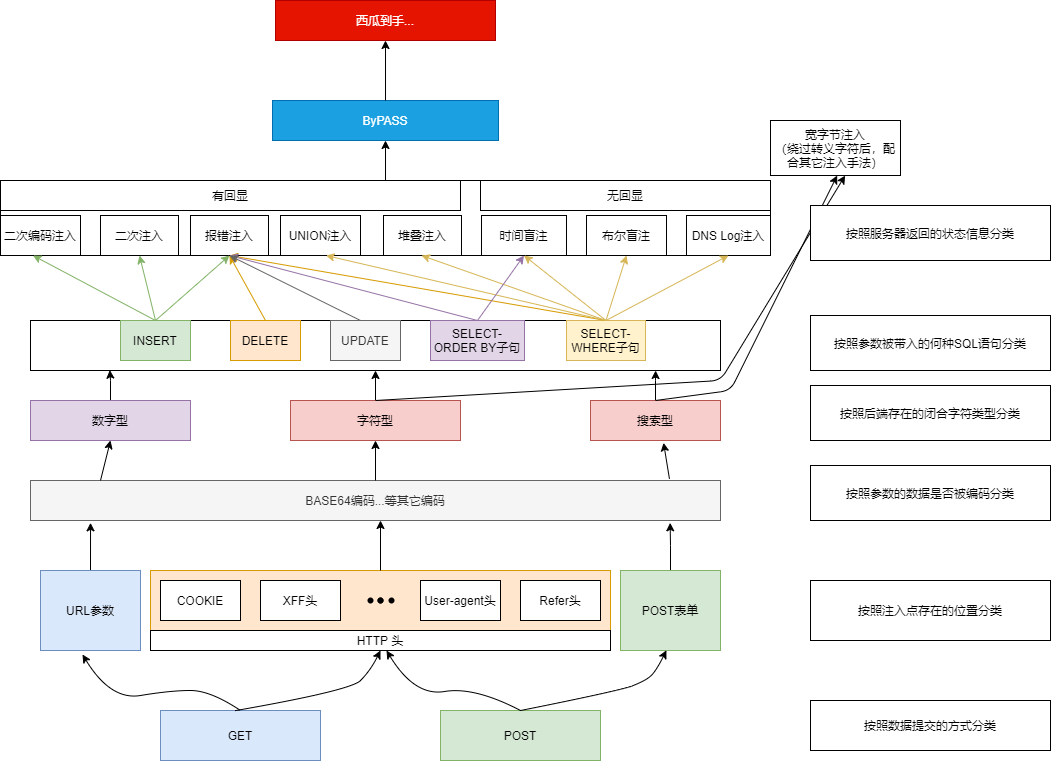 西瓜到手...
ByPASS
宽字节注入
（绕过转义字符后，配
合其它注入手法）
有回显
无回显
二次编码注入
二次注入
报错注入
UNION注入
堆叠注入
时间盲注
布尔盲注
DNS Log注入
按照服务器返回的状态信息分类
INSERT
DELETE
UPDATE
SELECT-
ORDER BY子句
SELECT-
WHERE子句
按照参数被带入的何种SQL语句分类
数字型
字符型
搜索型
按照后端存在的闭合字符类型分类
BASE64编码...等其它编码
按照参数的数据是否被编码分类
URL参数
COOKIE
XFF头
User-agent头
Refer头
HTTP 头
POST表单
按照注入点存在的位置分类
GET
POST
按照数据提交的方式分类